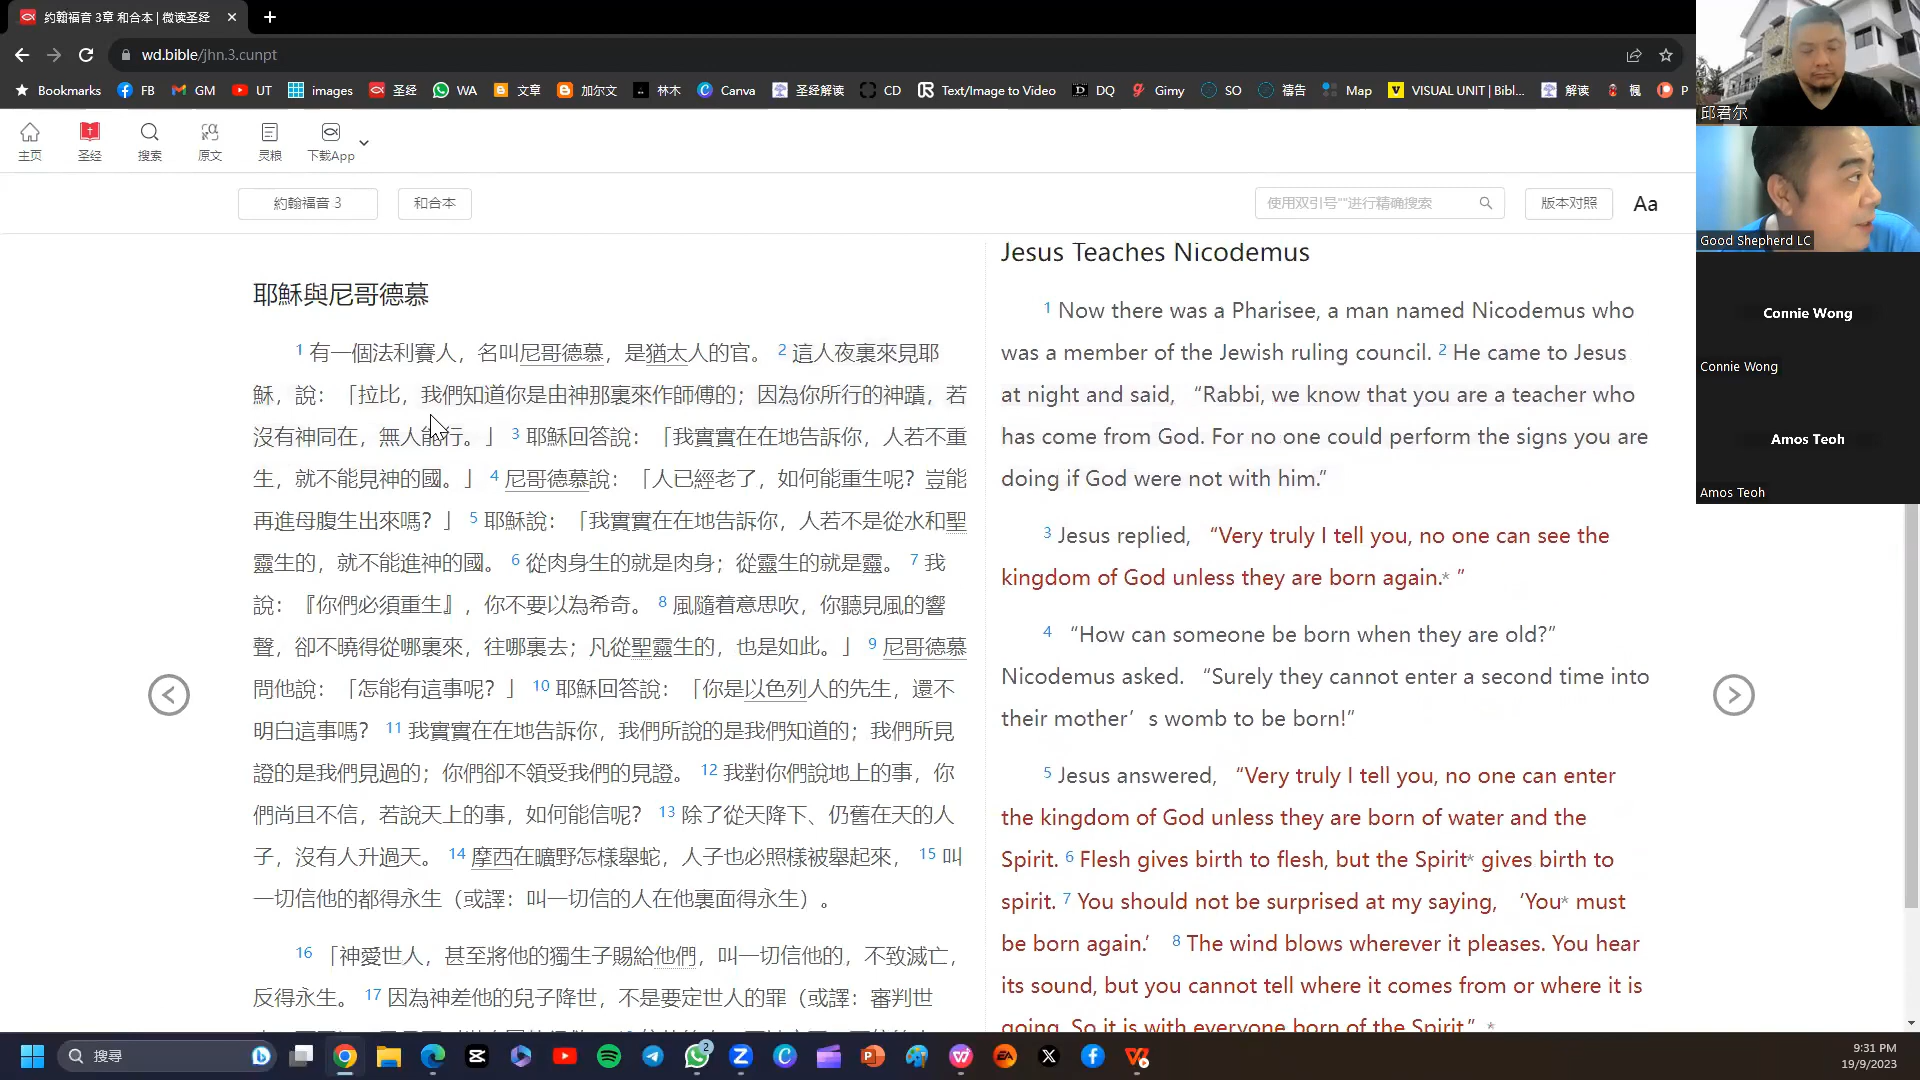 約翰福音 3章 和合本 | 微读圣经
wd.bible/jhn.3.cunpt
Bookmarks FB GM UT images 圣经 WA 文章 加尔文 林木 Canva 圣经解读 CD Text/Image to Video DQ Gimy SO 禱告 Map VISUAL UNIT | Bibl... 解读 楓 P
主页 圣经 搜索 原文 灵粮 下载App
約翰福音 3 和合本 使用双引号""进行精确搜索 版本对照 Aa
耶穌與尼哥德慕
1 有一個法利賽人，名叫尼哥德慕，是猶太人的官。 2 這人夜裏來見耶
穌，說：「拉比，我們知道你是由神那裏來作師傅的；因為你所行的神蹟，若
沒有神同在，無人能行。」 3 耶穌回答說：「我實實在在地告訴你，人若不重
生，就不能見神的國。」 4 尼哥德慕說：「人已經老了，如何能重生呢？豈能
再進母腹生出來嗎？」 5 耶穌說：「我實實在在地告訴你，人若不是從水和聖
靈生的，就不能進神的國。 6 從肉身生的就是肉身；從靈生的就是靈。 7 我
說：『你們必須重生』，你不要以為希奇。 8 風隨着意思吹，你聽見風的響
聲，卻不曉得從哪裏來，往哪裏去；凡從聖靈生的，也是如此。」 9 尼哥德慕
問他說：「怎能有這事呢？」 10 耶穌回答說：「你是以色列人的先生，還不
明白這事嗎？ 11 我實實在在地告訴你，我們所說的是我們知道的；我們所見
證的是我們見過的；你們卻不領受我們的見證。 12 我對你們說地上的事，你
們尚且不信，若說天上的事，如何能信呢？ 13 除了從天降下、仍舊在天的人
子，沒有人升過天。 14 摩西在曠野怎樣舉蛇，人子也必照樣被舉起來， 15 叫
一切信他的都得永生（或譯：叫一切信的人在他裏面得永生）。
16 「神愛世人，甚至將他的獨生子賜給他們，叫一切信他的，不致滅亡，
反得永生。 17 因為神差他的兒子降世，不是要定世人的罪（或譯：審判世
Jesus Teaches Nicodemus
1 Now there was a Pharisee, a man named Nicodemus who
was a member of the Jewish ruling council. 2 He came to Jesus
at night and said, “Rabbi, we know that you are a teacher who
has come from God. For no one could perform the signs you are
doing if God were not with him.”
3 Jesus replied, “Very truly I tell you, no one can see the
kingdom of God unless they are born again.* ”
4 “How can someone be born when they are old?”
Nicodemus asked. “Surely they cannot enter a second time into
their mother’ s womb to be born!”
5 Jesus answered, “Very truly I tell you, no one can enter
the kingdom of God unless they are born of water and the
Spirit. 6 Flesh gives birth to flesh, but the Spirit* gives birth to
spirit. 7 You should not be surprised at my saying, ‘You* must
be born again.’ 8 The wind blows wherever it pleases. You hear
its sound, but you cannot tell where it comes from or where it is
going. So it is with everyone born of the Spirit.” *
邱君尔
Good Shepherd LC
Connie Wong
Connie Wong
Amos Teoh
Amos Teoh
搜尋
2
9:31 PM
19/9/2023